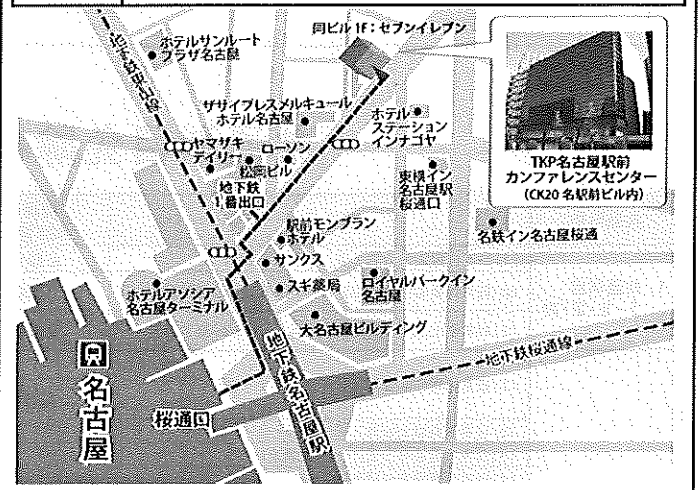 同ビル 1F：セブンイレブン
ホテルサンルート
プラザ名古屋
地下鉄東山線
ザサイプレスメルキュール
ホテル名古屋
ホテル
ステーション
インナゴヤ
ヤマザキ
デイリー
ローソン
松岡ビル
地下鉄
1番出口
東横イン
名古屋駅
桜通口
TKP名古屋駅前
カンファレンスセンター
（CK20 名駅前ビル内）
駅前モンブラン
ホテル
名鉄イン名古屋桜通
サンクス
スギ薬局
ロイヤルパークイン
名古屋
ホテルアソシア
名古屋ターミナル
大名古屋ビルヂィング
地下鉄名古屋駅
地下鉄桜通線
名古屋
桜通口